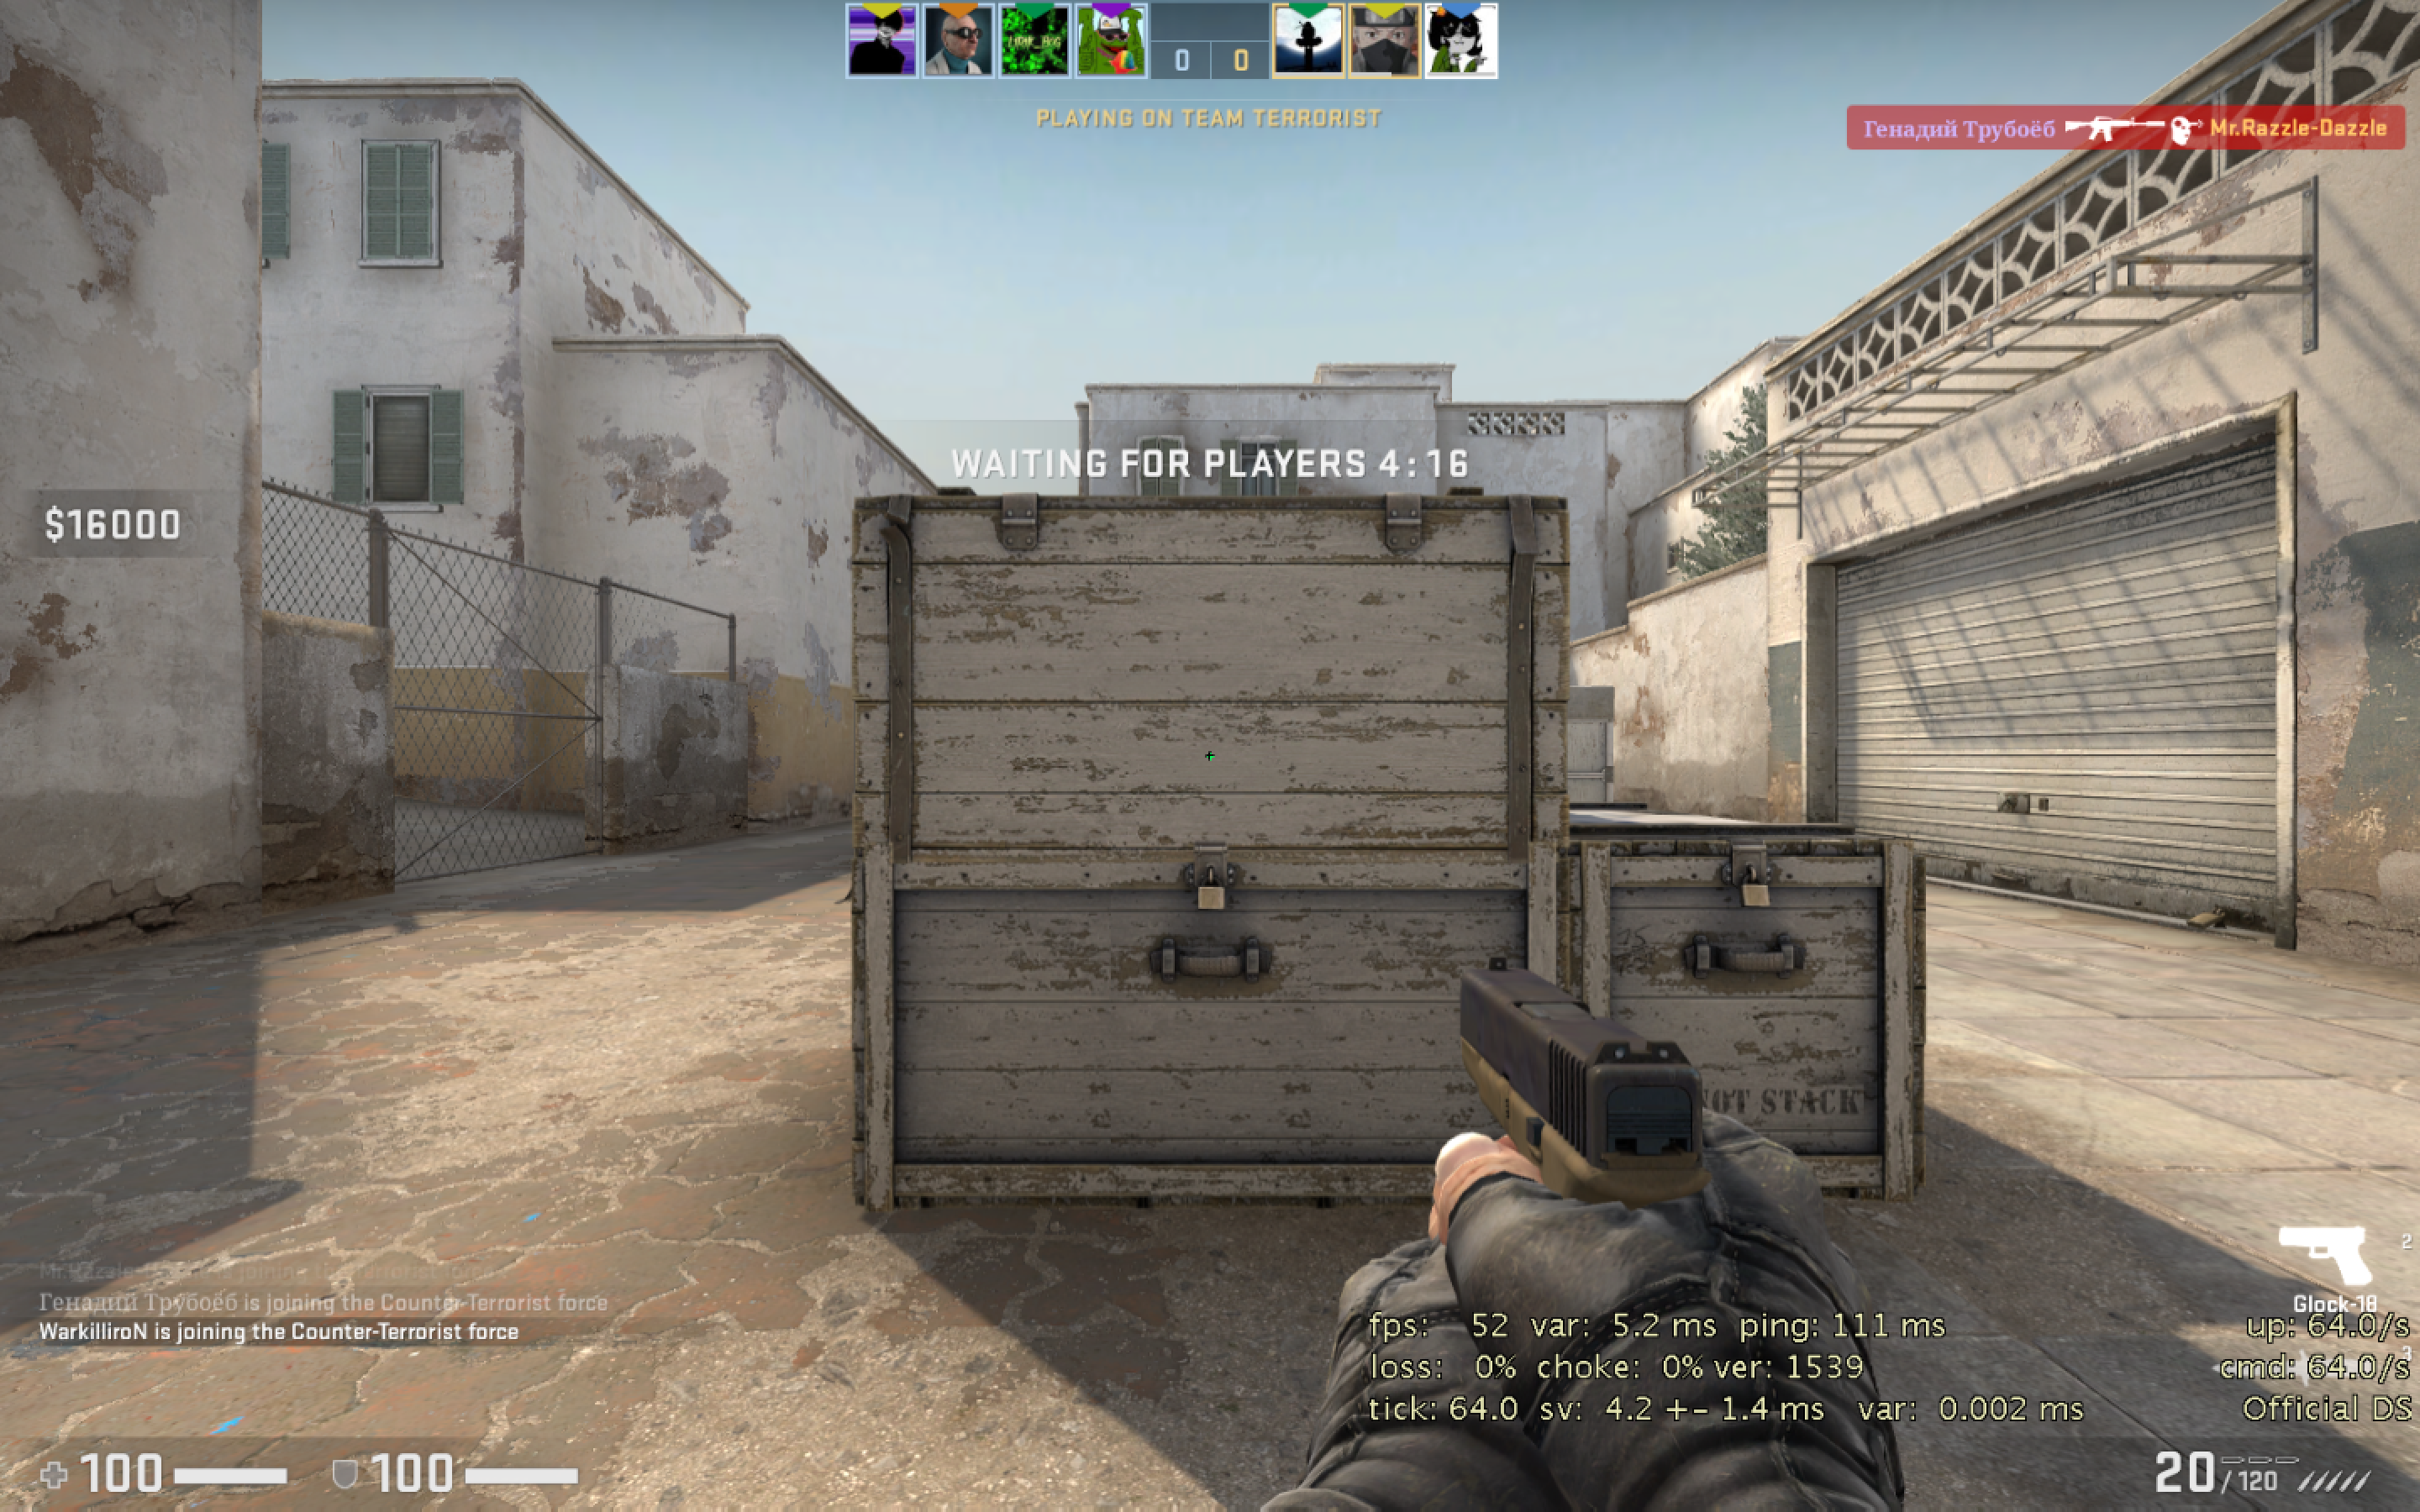 0 0
PLAYING ON TEAM TERRORIST
Генадий Трубоёб Mr.Razzle-Dazzle
WAITING FOR PLAYERS 4:16
$16000
OT STACK
2
Glock-18
Генадий Трубоёб is joining the Counter-Terrorist force
WarkilliroN is joining the Counter-Terrorist force
fps: 52 var: 5.2 ms ping: 111 ms up: 64.0/s
3
loss: 0% choke: 0% ver: 1539 cmd: 64.0/s
tick: 64.0 sv: 4.2 +- 1.4 ms var: 0.002 ms Official DS
100 100 20/120